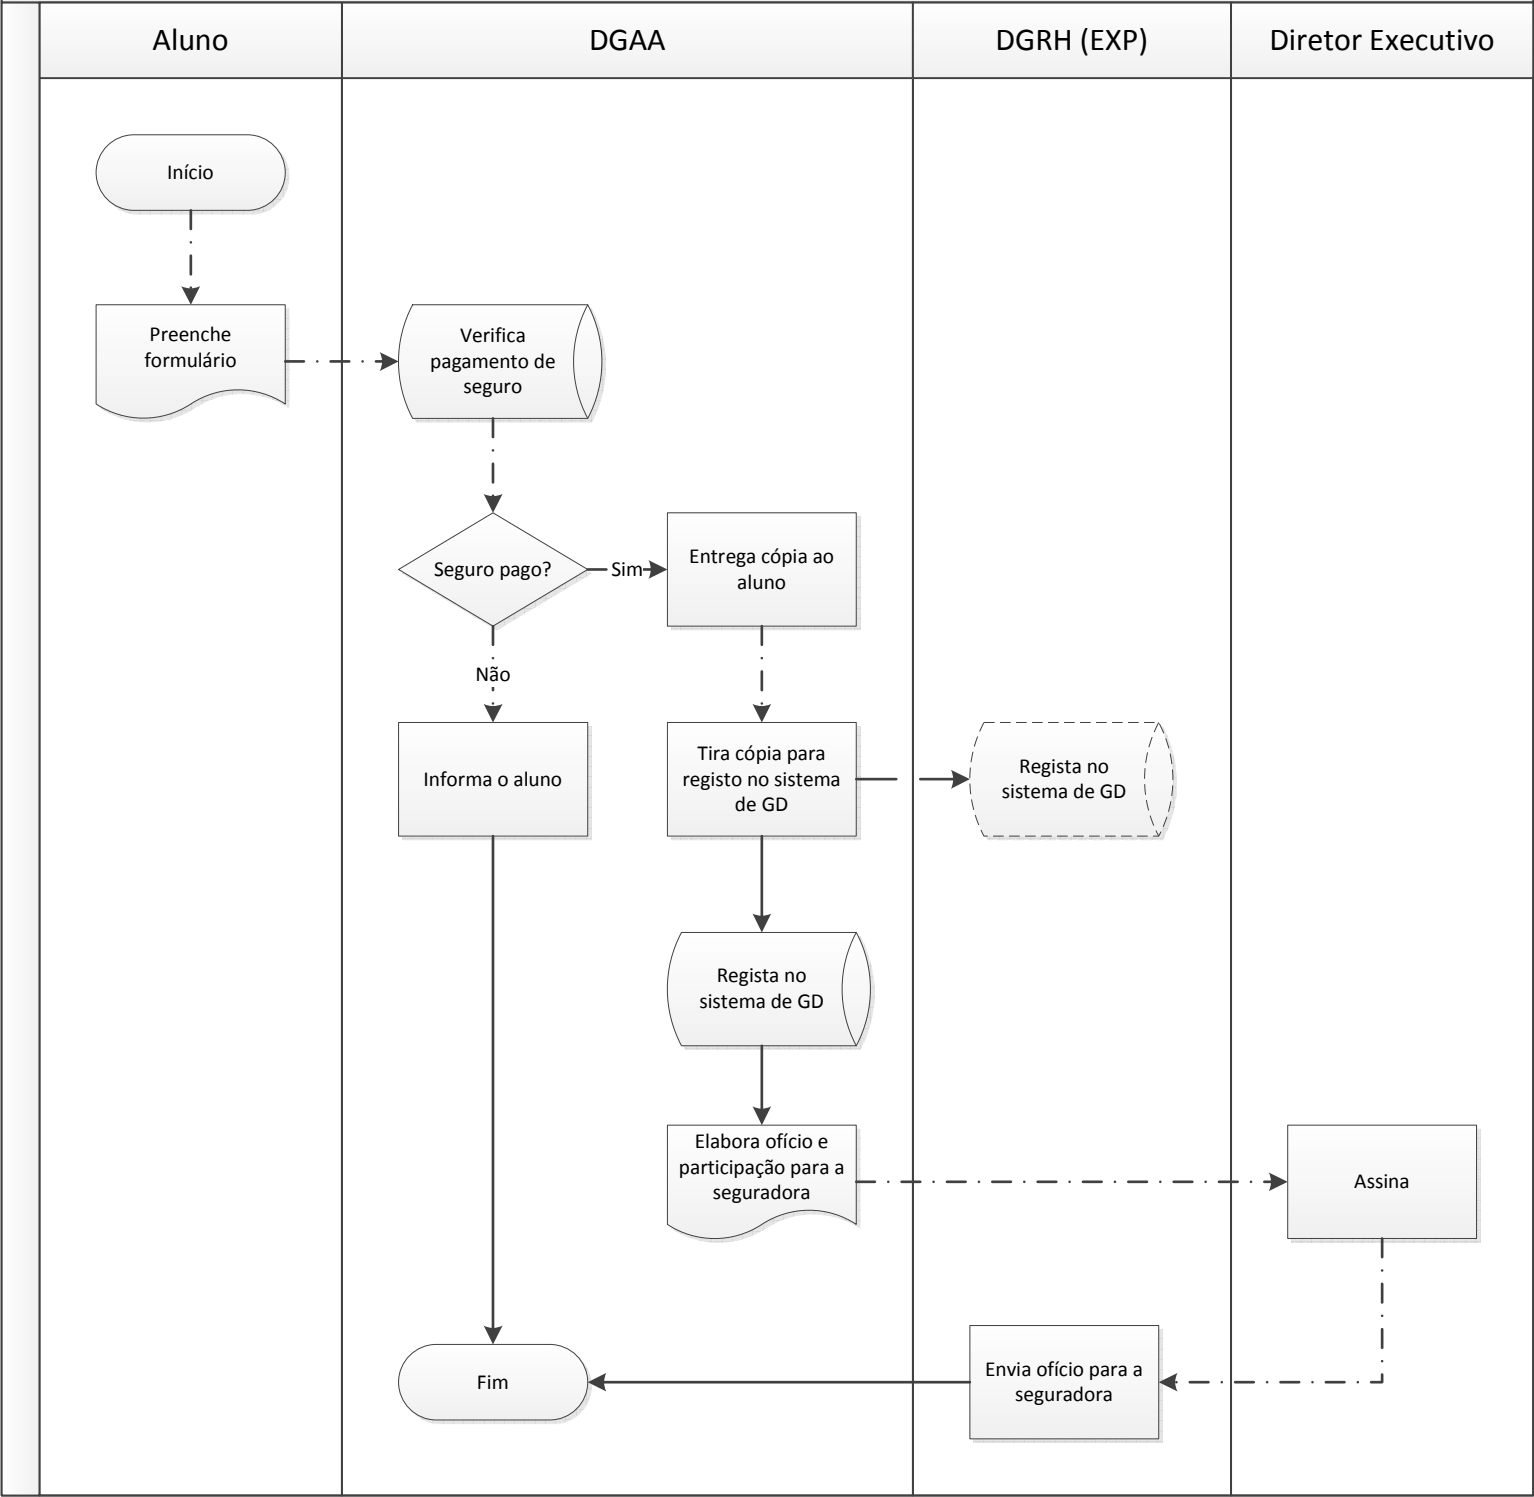 Aluno
DGAA
DGRH (EXP)
Diretor Executivo
Início
Preenche
formulário
Verifica
pagamento de
seguro
Seguro pago?
Sim
Entrega cópia ao
aluno
Não
Informa o aluno
Tira cópia para
registo no sistema
de GD
Regista no
sistema de GD
Regista no
sistema de GD
Elabora ofício e
participação para a
seguradora
Assina
Envia ofício para a
seguradora
Fim